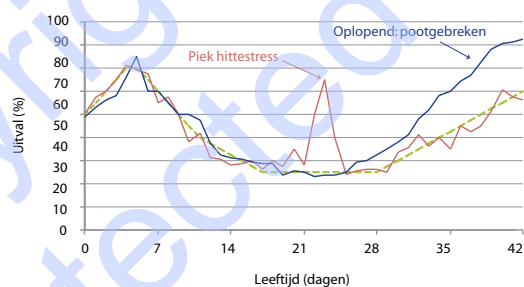 100
90
80
70
60
50
40
30
20
10
0
Uitval (%)
Oplopend: pootgebreken
Piek hittestress
0 7 14 21 28 35 42
Leeftijd (dagen)